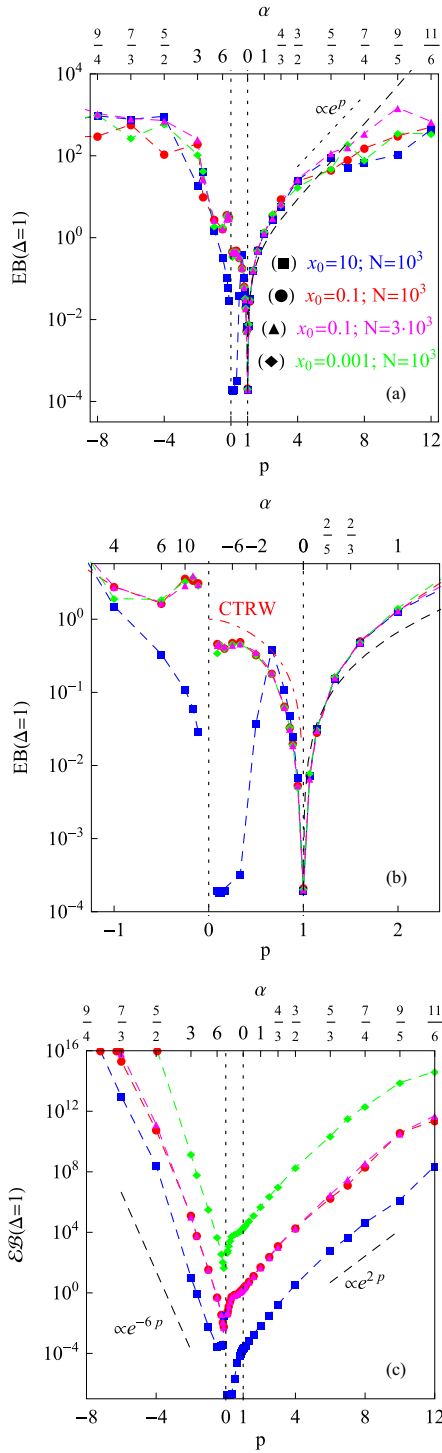 α
9/4 7/3 5/2 3 6 0 1 4/3 3/2 5/3 7/4 9/5 11/6
10^4
10^2
10^0
10^-2
10^-4
EB(Δ=1)
∝e^p
(■) x_0=10; N=10^3
(●) x_0=0.1; N=10^3
(▲) x_0=0.1; N=3·10^3
(◆) x_0=0.001; N=10^3
(a)
-8 -4 0 1 4 8 12
p
α
4 6 10 -6 -2 0 2/5 2/3 1
10^0
10^-1
10^-2
10^-3
10^-4
EB(Δ=1)
CTRW
(b)
-1 0 1 2
p
α
9/4 7/3 5/2 3 6 0 1 4/3 3/2 5/3 7/4 9/5 11/6
10^16
10^12
10^8
10^4
10^0
10^-4
ℰℬ(Δ=1)
∝e^-6p
∝e^2p
(c)
-8 -4 0 1 4 8 12
p